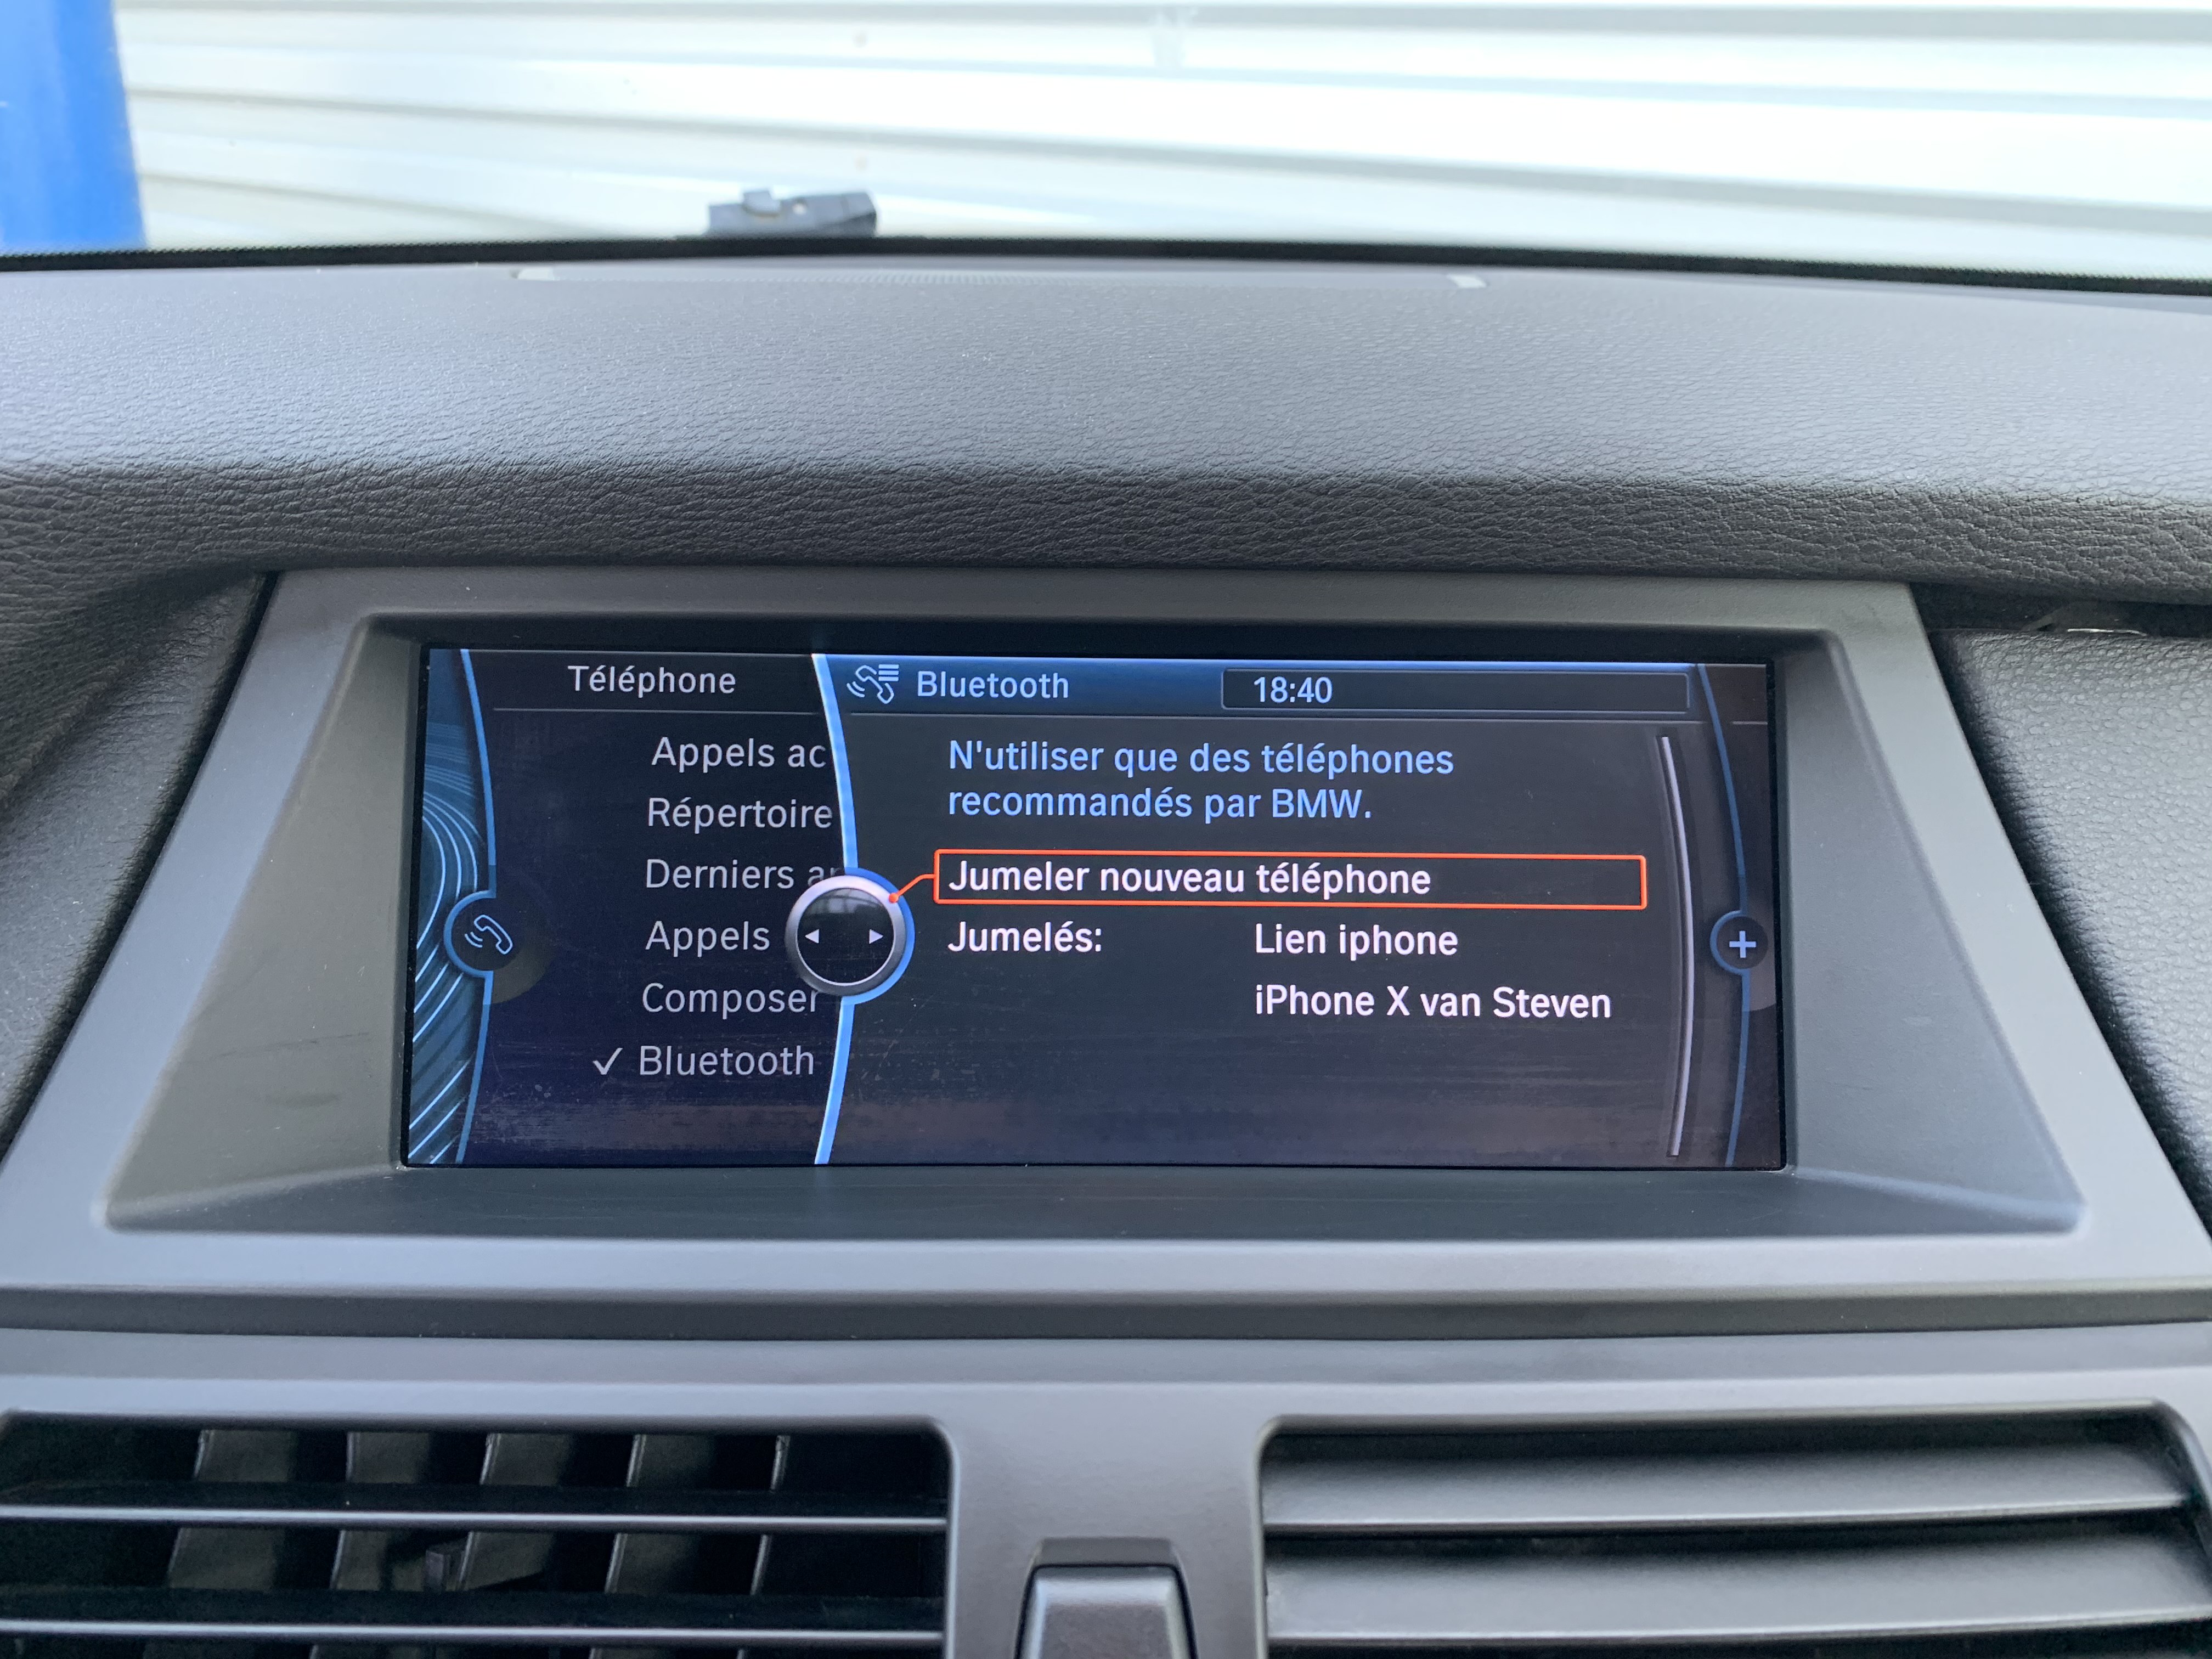 Téléphone
Bluetooth
18:40
Appels ac
Répertoire
Derniers
Appels
Composer
✓ Bluetooth
N'utiliser que des téléphones
recommandés par BMW.
Jumeler nouveau téléphone
Jumelés: Lien iphone
iPhone X van Steven